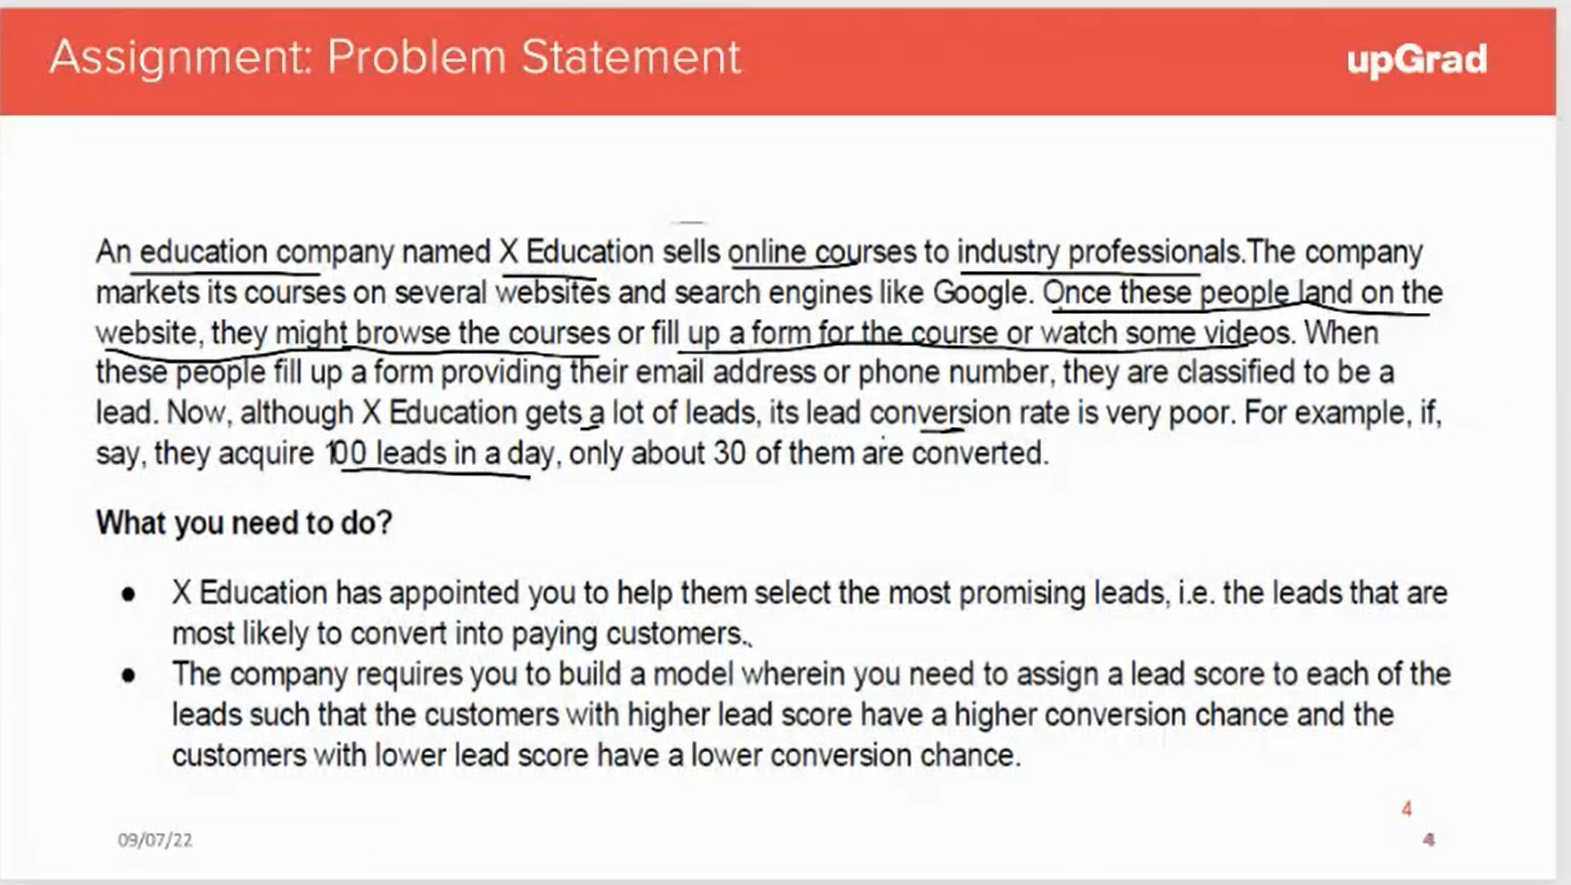 Assignment: Problem Statement
upGrad
An education company named X Education sells online courses to industry professionals.The company
markets its courses on several websites and search engines like Google. Once these people land on the
website, they might browse the courses or fill up a form for the course or watch some videos. When
these people fill up a form providing their email address or phone number, they are classified to be a
lead. Now, although X Education gets a lot of leads, its lead conversion rate is very poor. For example, if,
say, they acquire 100 leads in a day, only about 30 of them are converted.
What you need to do?
● X Education has appointed you to help them select the most promising leads, i.e. the leads that are
most likely to convert into paying customers.
● The company requires you to build a model wherein you need to assign a lead score to each of the
leads such that the customers with higher lead score have a higher conversion chance and the
customers with lower lead score have a lower conversion chance.
4
09/07/22
4